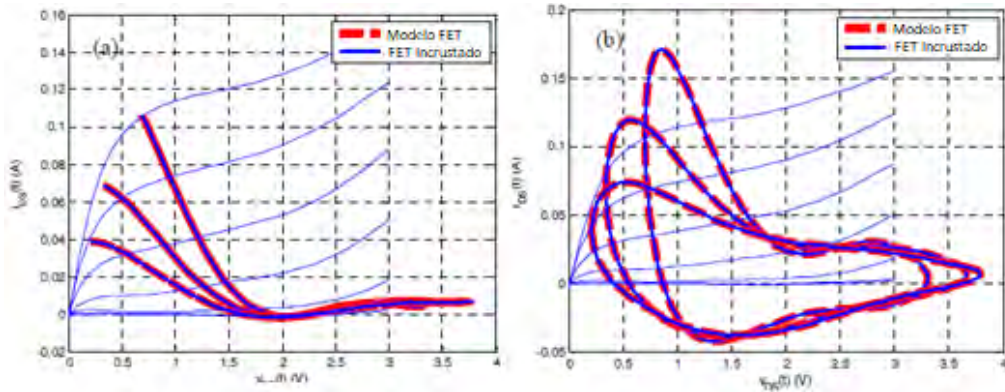 0.16
0.14
0.12
0.1
0.08
0.06
0.04
0.02
0
-0.02
(a)
Modelo FET
FET Incrustado
i_DS(t) (A)
0 0.5 1 1.5 2 2.5 3 3.5 4
(t) (V)
0.2
0.15
0.1
0.05
0
-0.05
(b)
Modelo FET
FET Incrustado
(t) (A)
0 0.5 1 1.5 2 2.5 3 3.5 4
v_DS(t) (V)